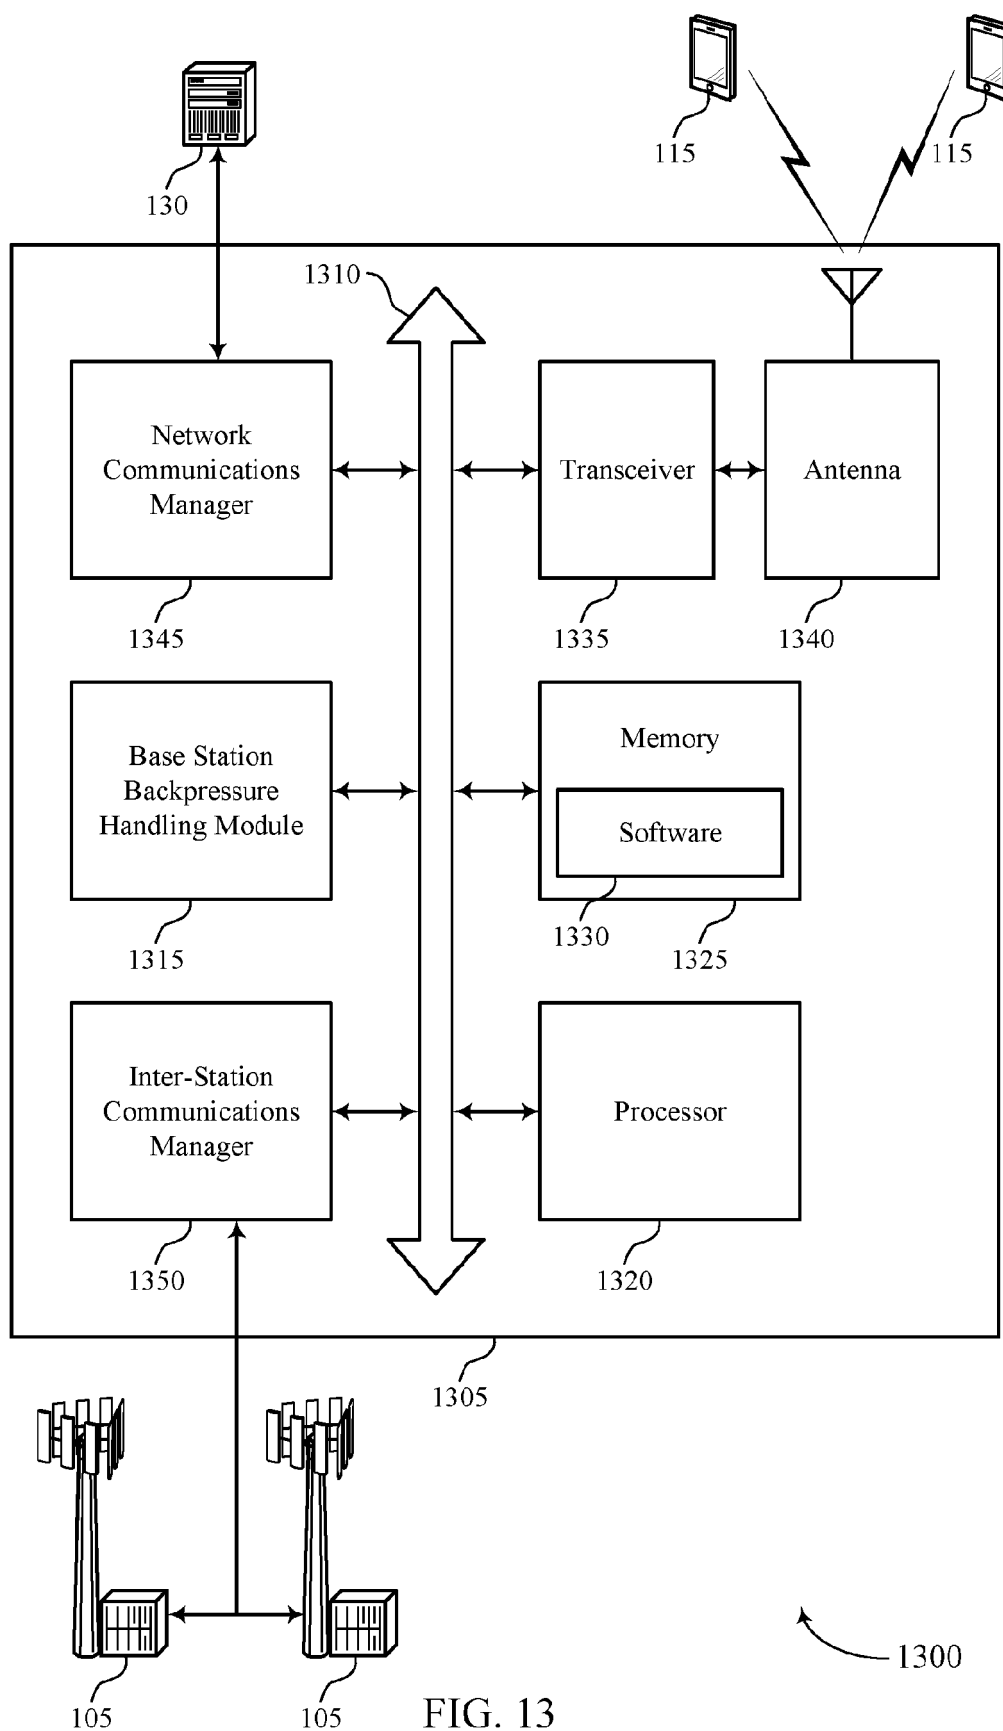 115
115
130
1310
Network
Communications
Manager
Transceiver
Antenna
1345
1335
1340
Base Station
Backpressure
Handling Module
Memory
Software
1315
1330
1325
Inter-Station
Communications
Manager
Processor
1350
1320
1305
1300
105
105
FIG. 13